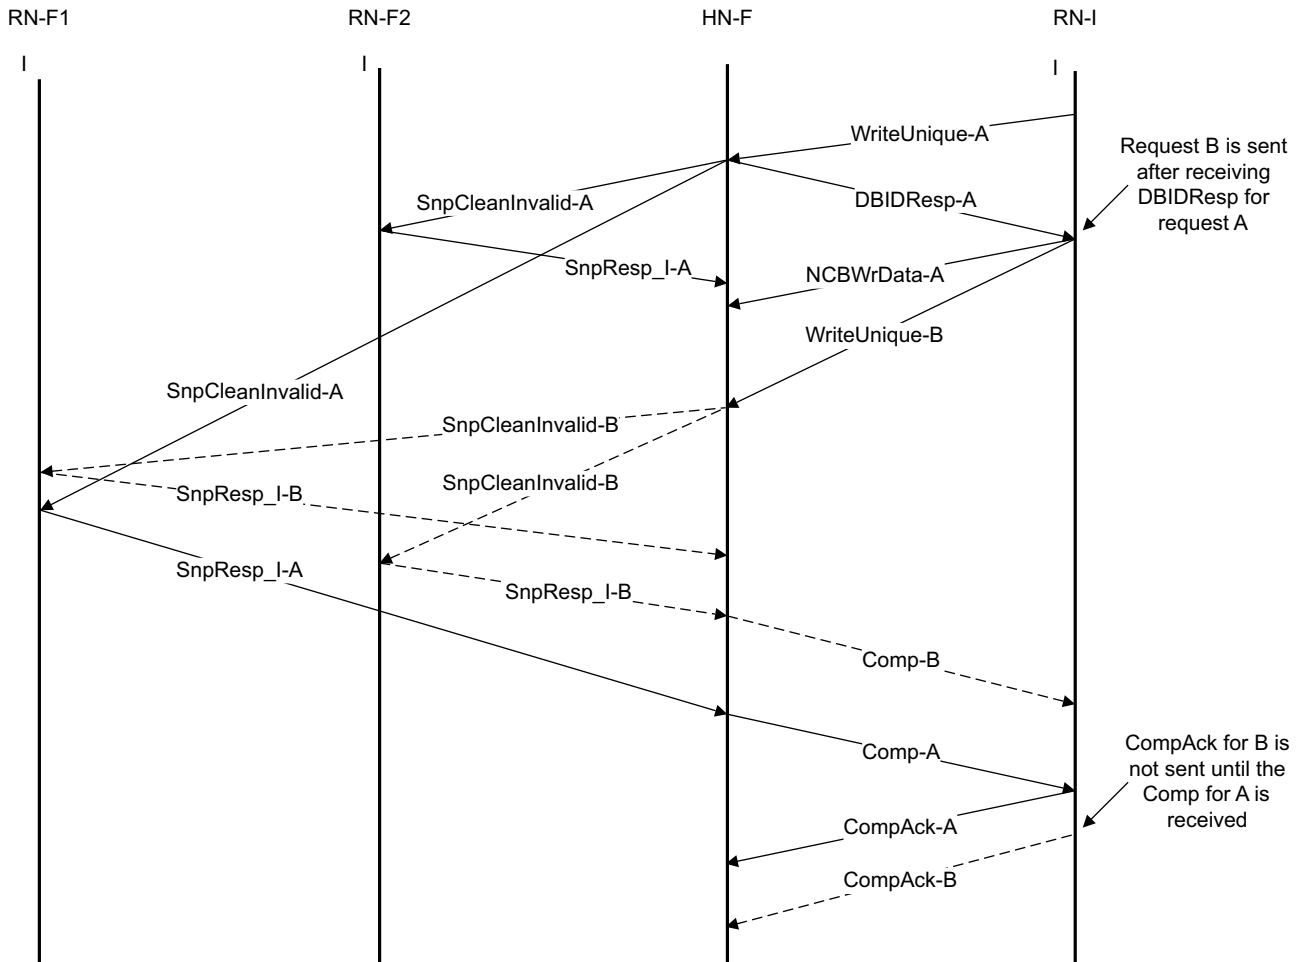 RN-F1
RN-F2
HN-F
RN-I
I
I
I
WriteUnique-A
Request B is sent
after receiving
DBIDResp for
request A
SnpCleanInvalid-A
DBIDResp-A
SnpResp_I-A
NCBWrData-A
WriteUnique-B
SnpCleanInvalid-A
SnpCleanInvalid-B
SnpCleanInvalid-B
SnpResp_I-B
SnpResp_I-A
SnpResp_I-B
Comp-B
Comp-A
CompAck for B is
not sent until the
Comp for A is
received
CompAck-A
CompAck-B